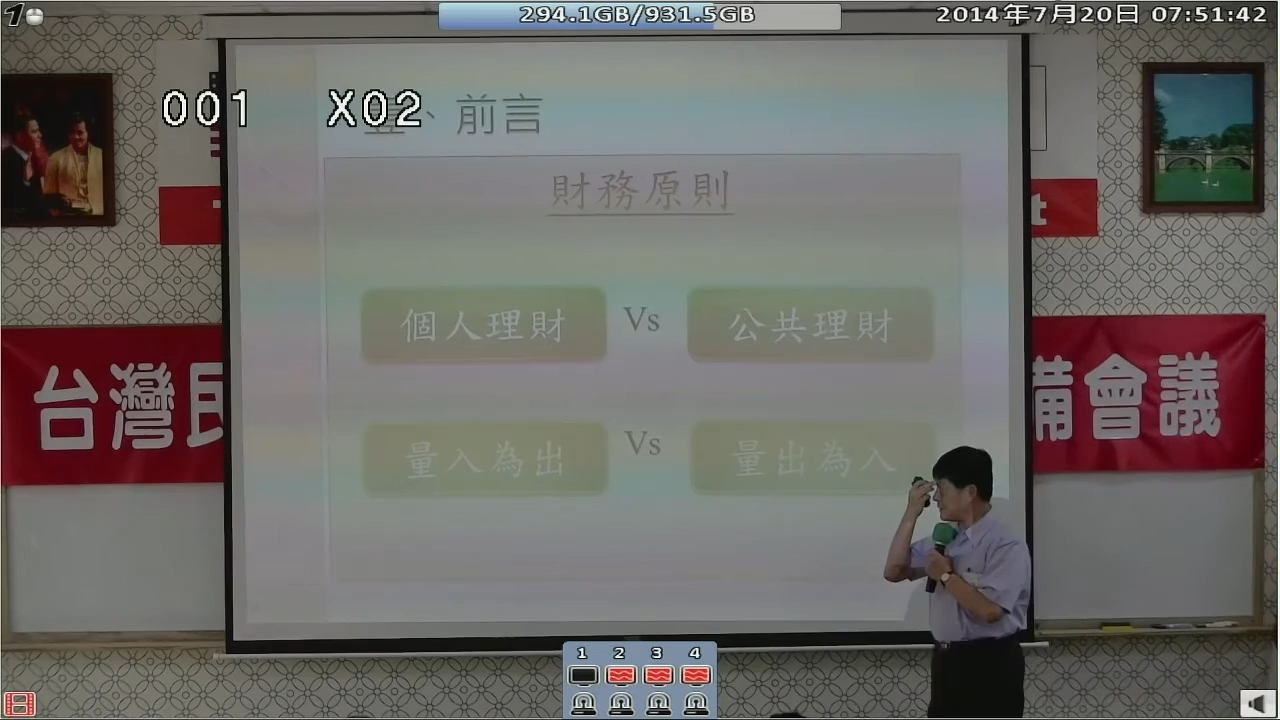 1
294.1GB/931.5GB
2014年7月20日 07:51:42
001 X02
、前言
財務原則
t
個人理財 Vs 公共理財
台灣民
備會議
量入為出 Vs 量出為入
1 2 3 4